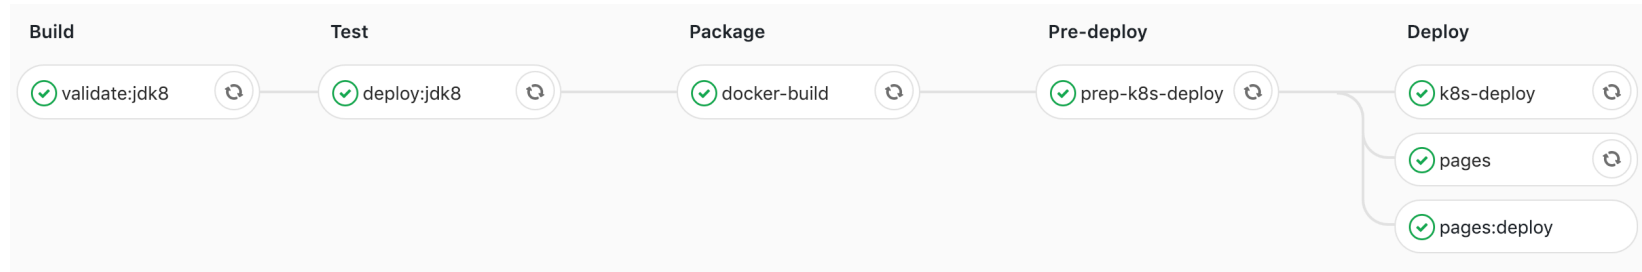 Build
Test
Package
Pre-deploy
Deploy
validate:jdk8
deploy:jdk8
docker-build
prep-k8s-deploy
k8s-deploy
pages
pages:deploy